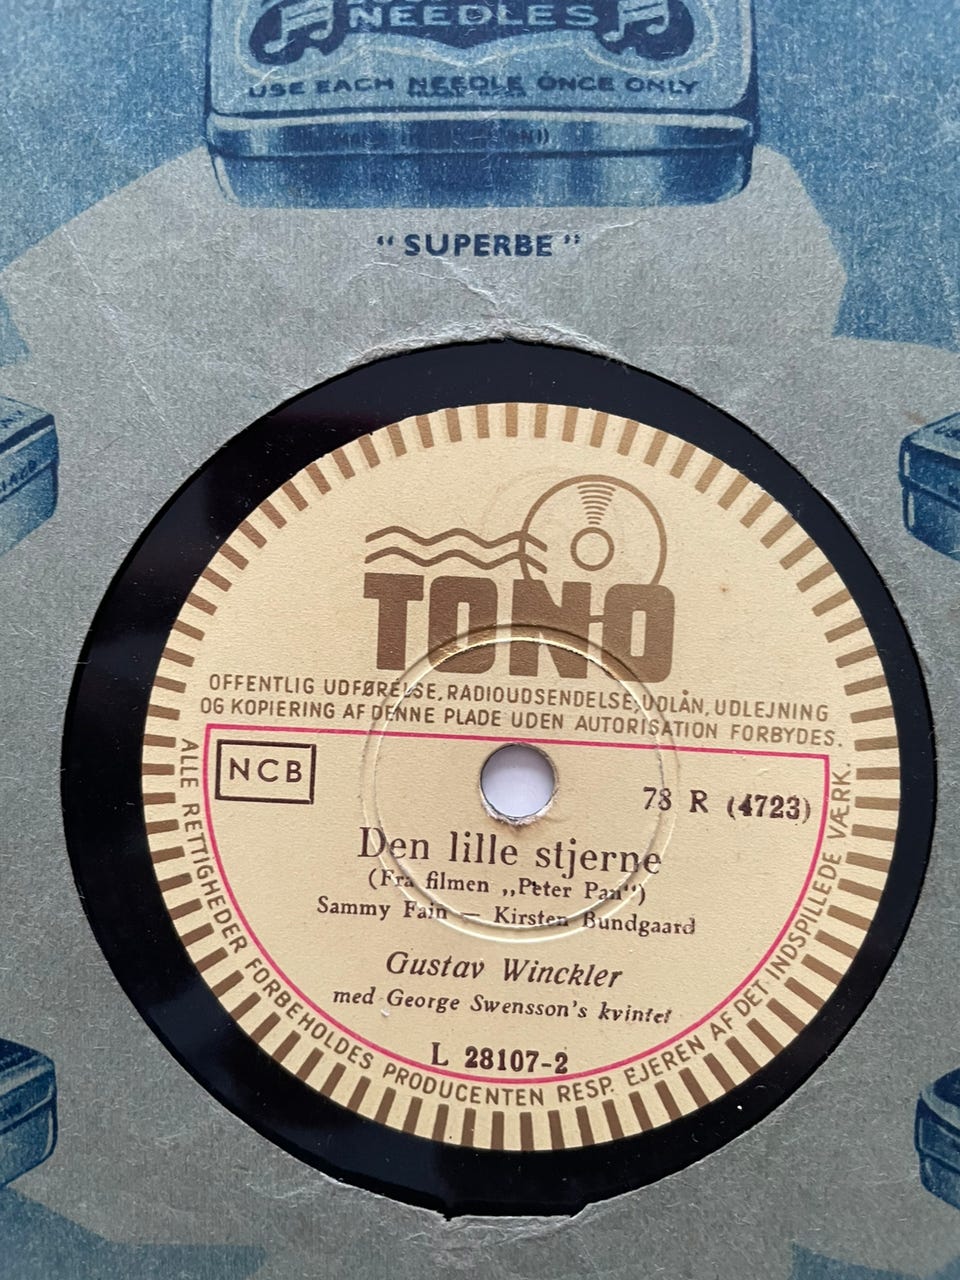 NEEDLES
USE EACH NEEDLE ONCE ONLY
"SUPERBE"
TONO
OFFENTLIG UDFØRELSE, RADIOUDSENDELSE, UDLÅN, UDLEJNING
OG KOPIERING AF DENNE PLADE UDEN AUTORISATION FORBYDES.
ALLE RETTIGHEDER FORBEHOLDES PRODUCENTEN RESP. EJEREN AF DET INDSPILLEDE VÆRK.
NCB
78 R (4723)
Den lille stjerne
(Fra filmen „Peter Pan“)
Sammy Fain — Kirsten Bundgaard
Gustav Winckler
med George Swensson's kvintet
L 28107-2